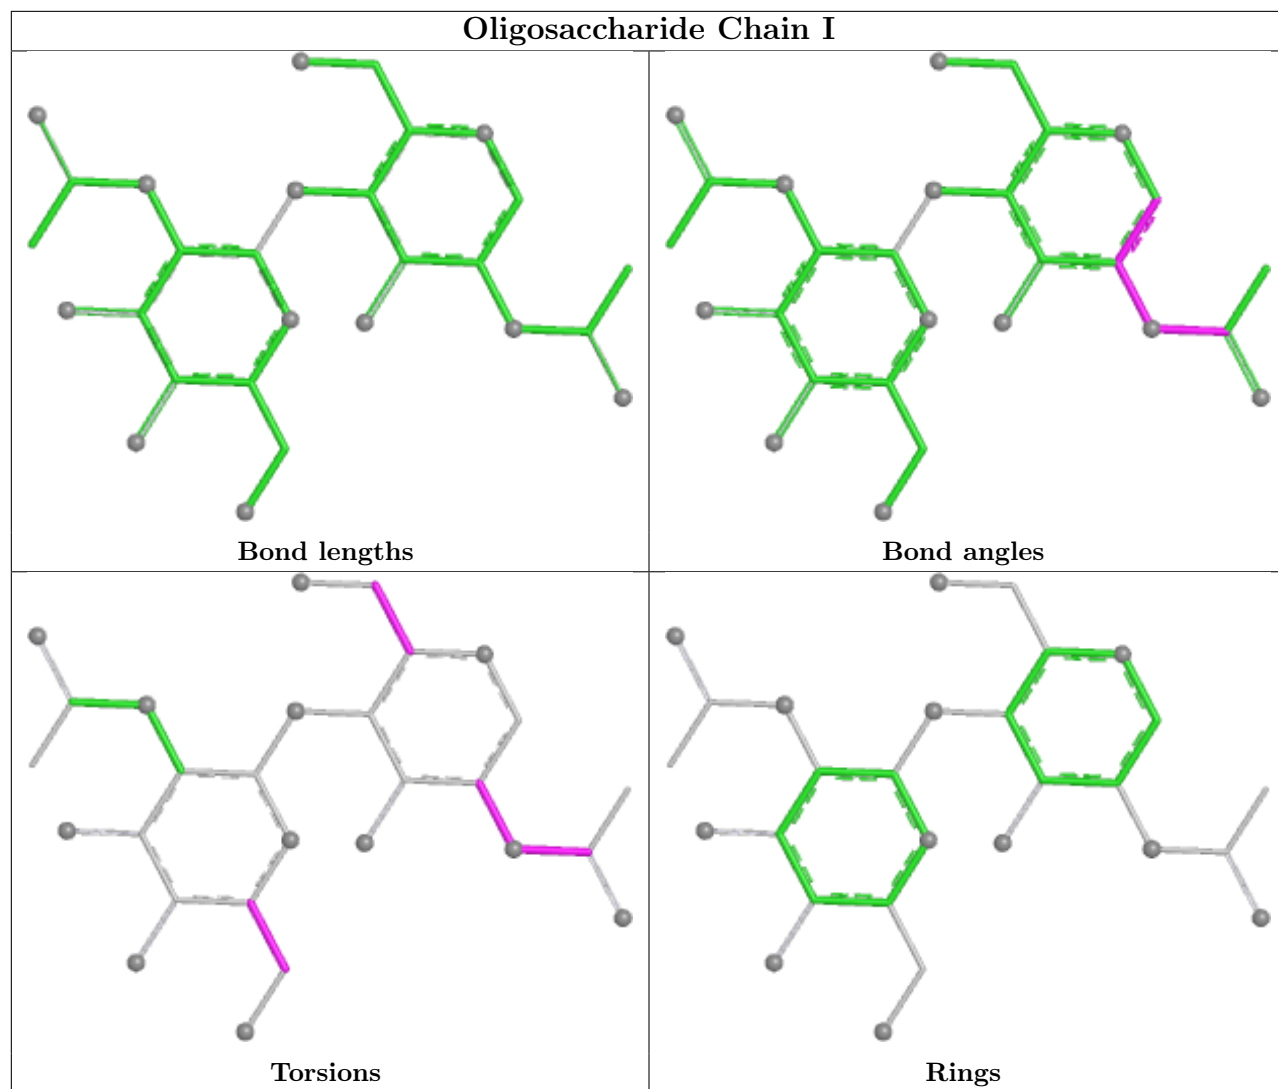 Oligosaccharide Chain I
Bond lengths
Bond angles
Torsions
Rings